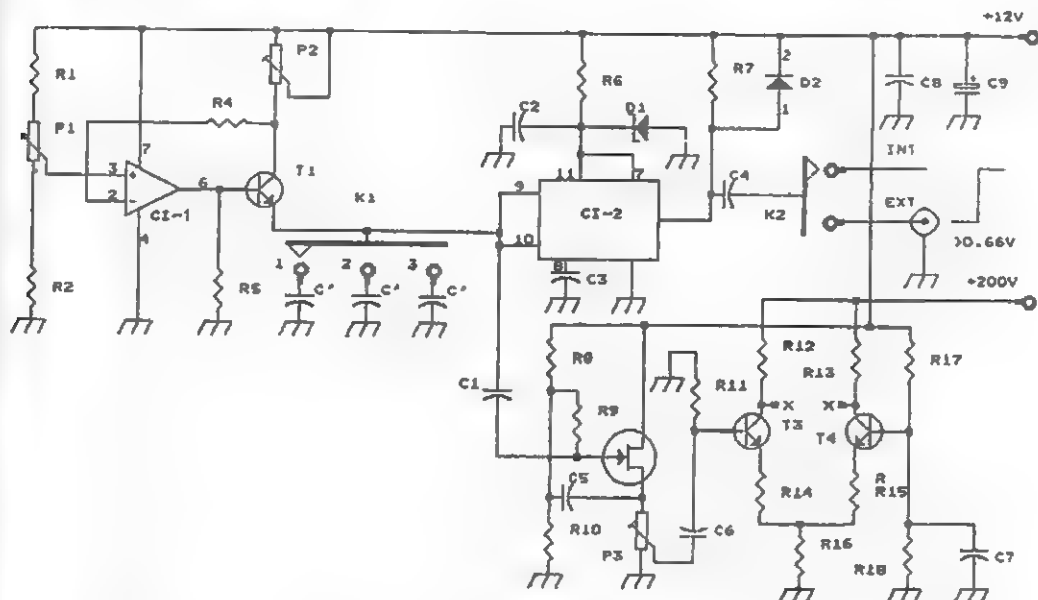 +12V
P2
R1
R6
R7
2
D2
C8
+
C9
R4
C2
D1
1
P1
7
INT
3
+
6
T1
11
7
C4
2
-
CI-1
K1
9
CI-2
K2
EXT
4
10
>0.66V
1
2
3
8
C3
R2
R5
C'
C'
C'
+200V
R8
R12
R17
R11
R13
C1
R9
X
X
T3
T4
C5
R14
R
R15
R10
C6
P3
R16
R18
C7